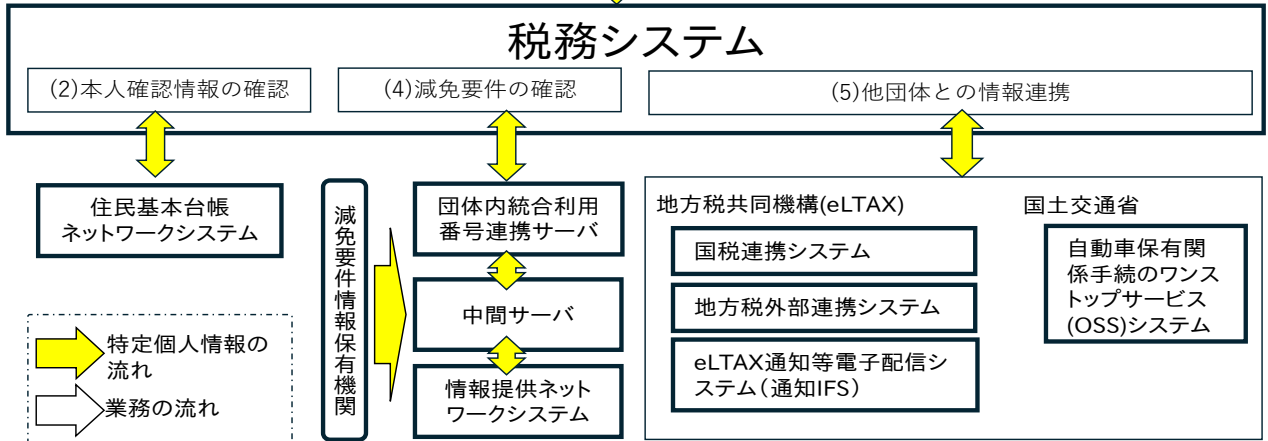 税務システム
(2)本人確認情報の確認
(4)減免要件の確認
(5)他団体との情報連携
住民基本台帳
ネットワークシステム
減免要件情報保有機関
団体内統合利用
番号連携サーバ
中間サーバ
情報提供ネット
ワークシステム
地方税共同機構(eLTAX)
国税連携システム
地方税外部連携システム
eLTAX通知等電子配信シ
ステム(通知IFS)
国土交通省
自動車保有関
係手続のワンス
トップサービス
(OSS)システム
特定個人情報の
流れ
業務の流れ